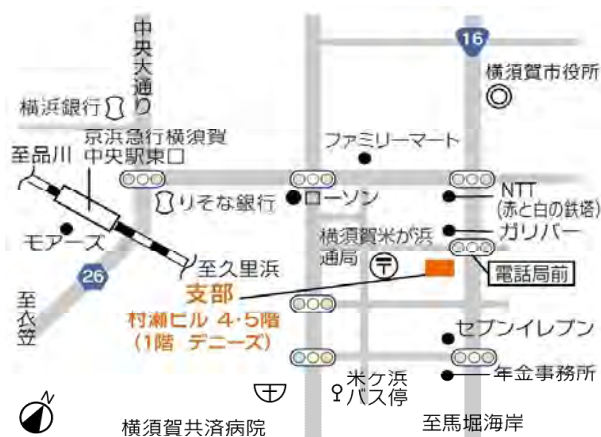 中央大通り
16
横須賀市役所
横浜銀行
京浜急行横須賀
中央駅東口
至品川
ファミリーマート
りそな銀行
ローソン
NTT
(赤と白の鉄塔)
ガリバー
モアーズ
横須賀米が浜
通局
至久里浜
26
電話局前
支部
村瀬ビル 4・5階
(1階 デニーズ)
至衣笠
セブンイレブン
年金事務所
米ケ浜
バス停
N
横須賀共済病院
至馬堀海岸